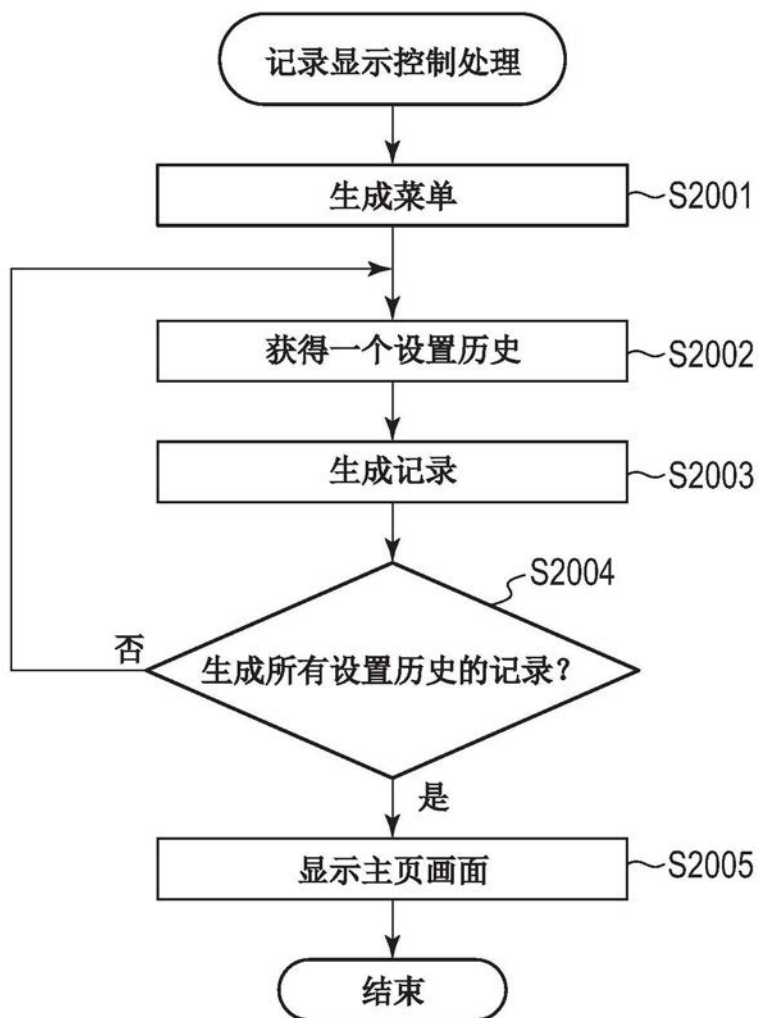 记录显示控制处理
生成菜单
S2001
获得一个设置历史
S2002
生成记录
S2003
S2004
否
生成所有设置历史的记录？
是
显示主页画面
S2005
结束